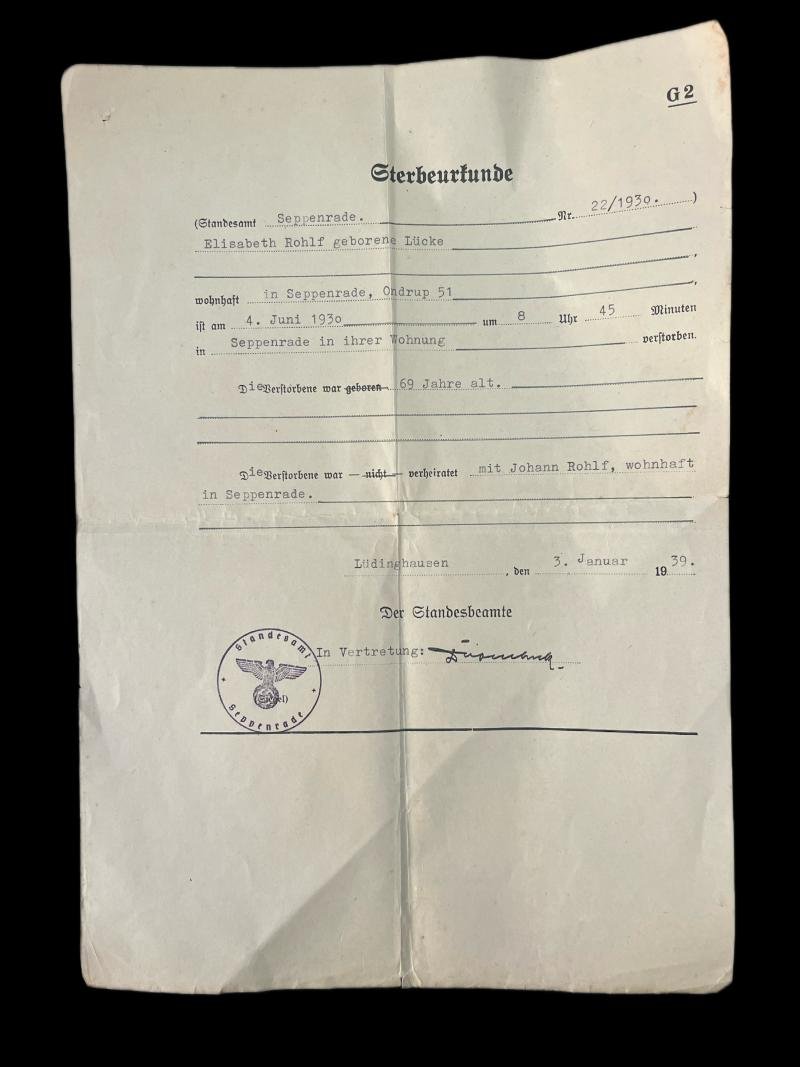 G 2
Sterbeurkunde
(Standesamt Seppenrade. Nr. 22/1930. )
Elisabeth Rohlf geborene Lücke
,
wohnhaft in Seppenrade, Ondrup 51 ,
ist am 4. Juni 1930 um 8 Uhr 45 Minuten
in Seppenrade in ihrer Wohnung verstorben.
Die Verstorbene war geboren 69 Jahre alt.
Die Verstorbene war — nicht — verheiratet mit Johann Rohlf, wohnhaft
in Seppenrade.
Lüdinghausen , den 3. Januar 1939.
Der Standesbeamte
In Vertretung:
Standesamt
(Siegel)
Seppenrade